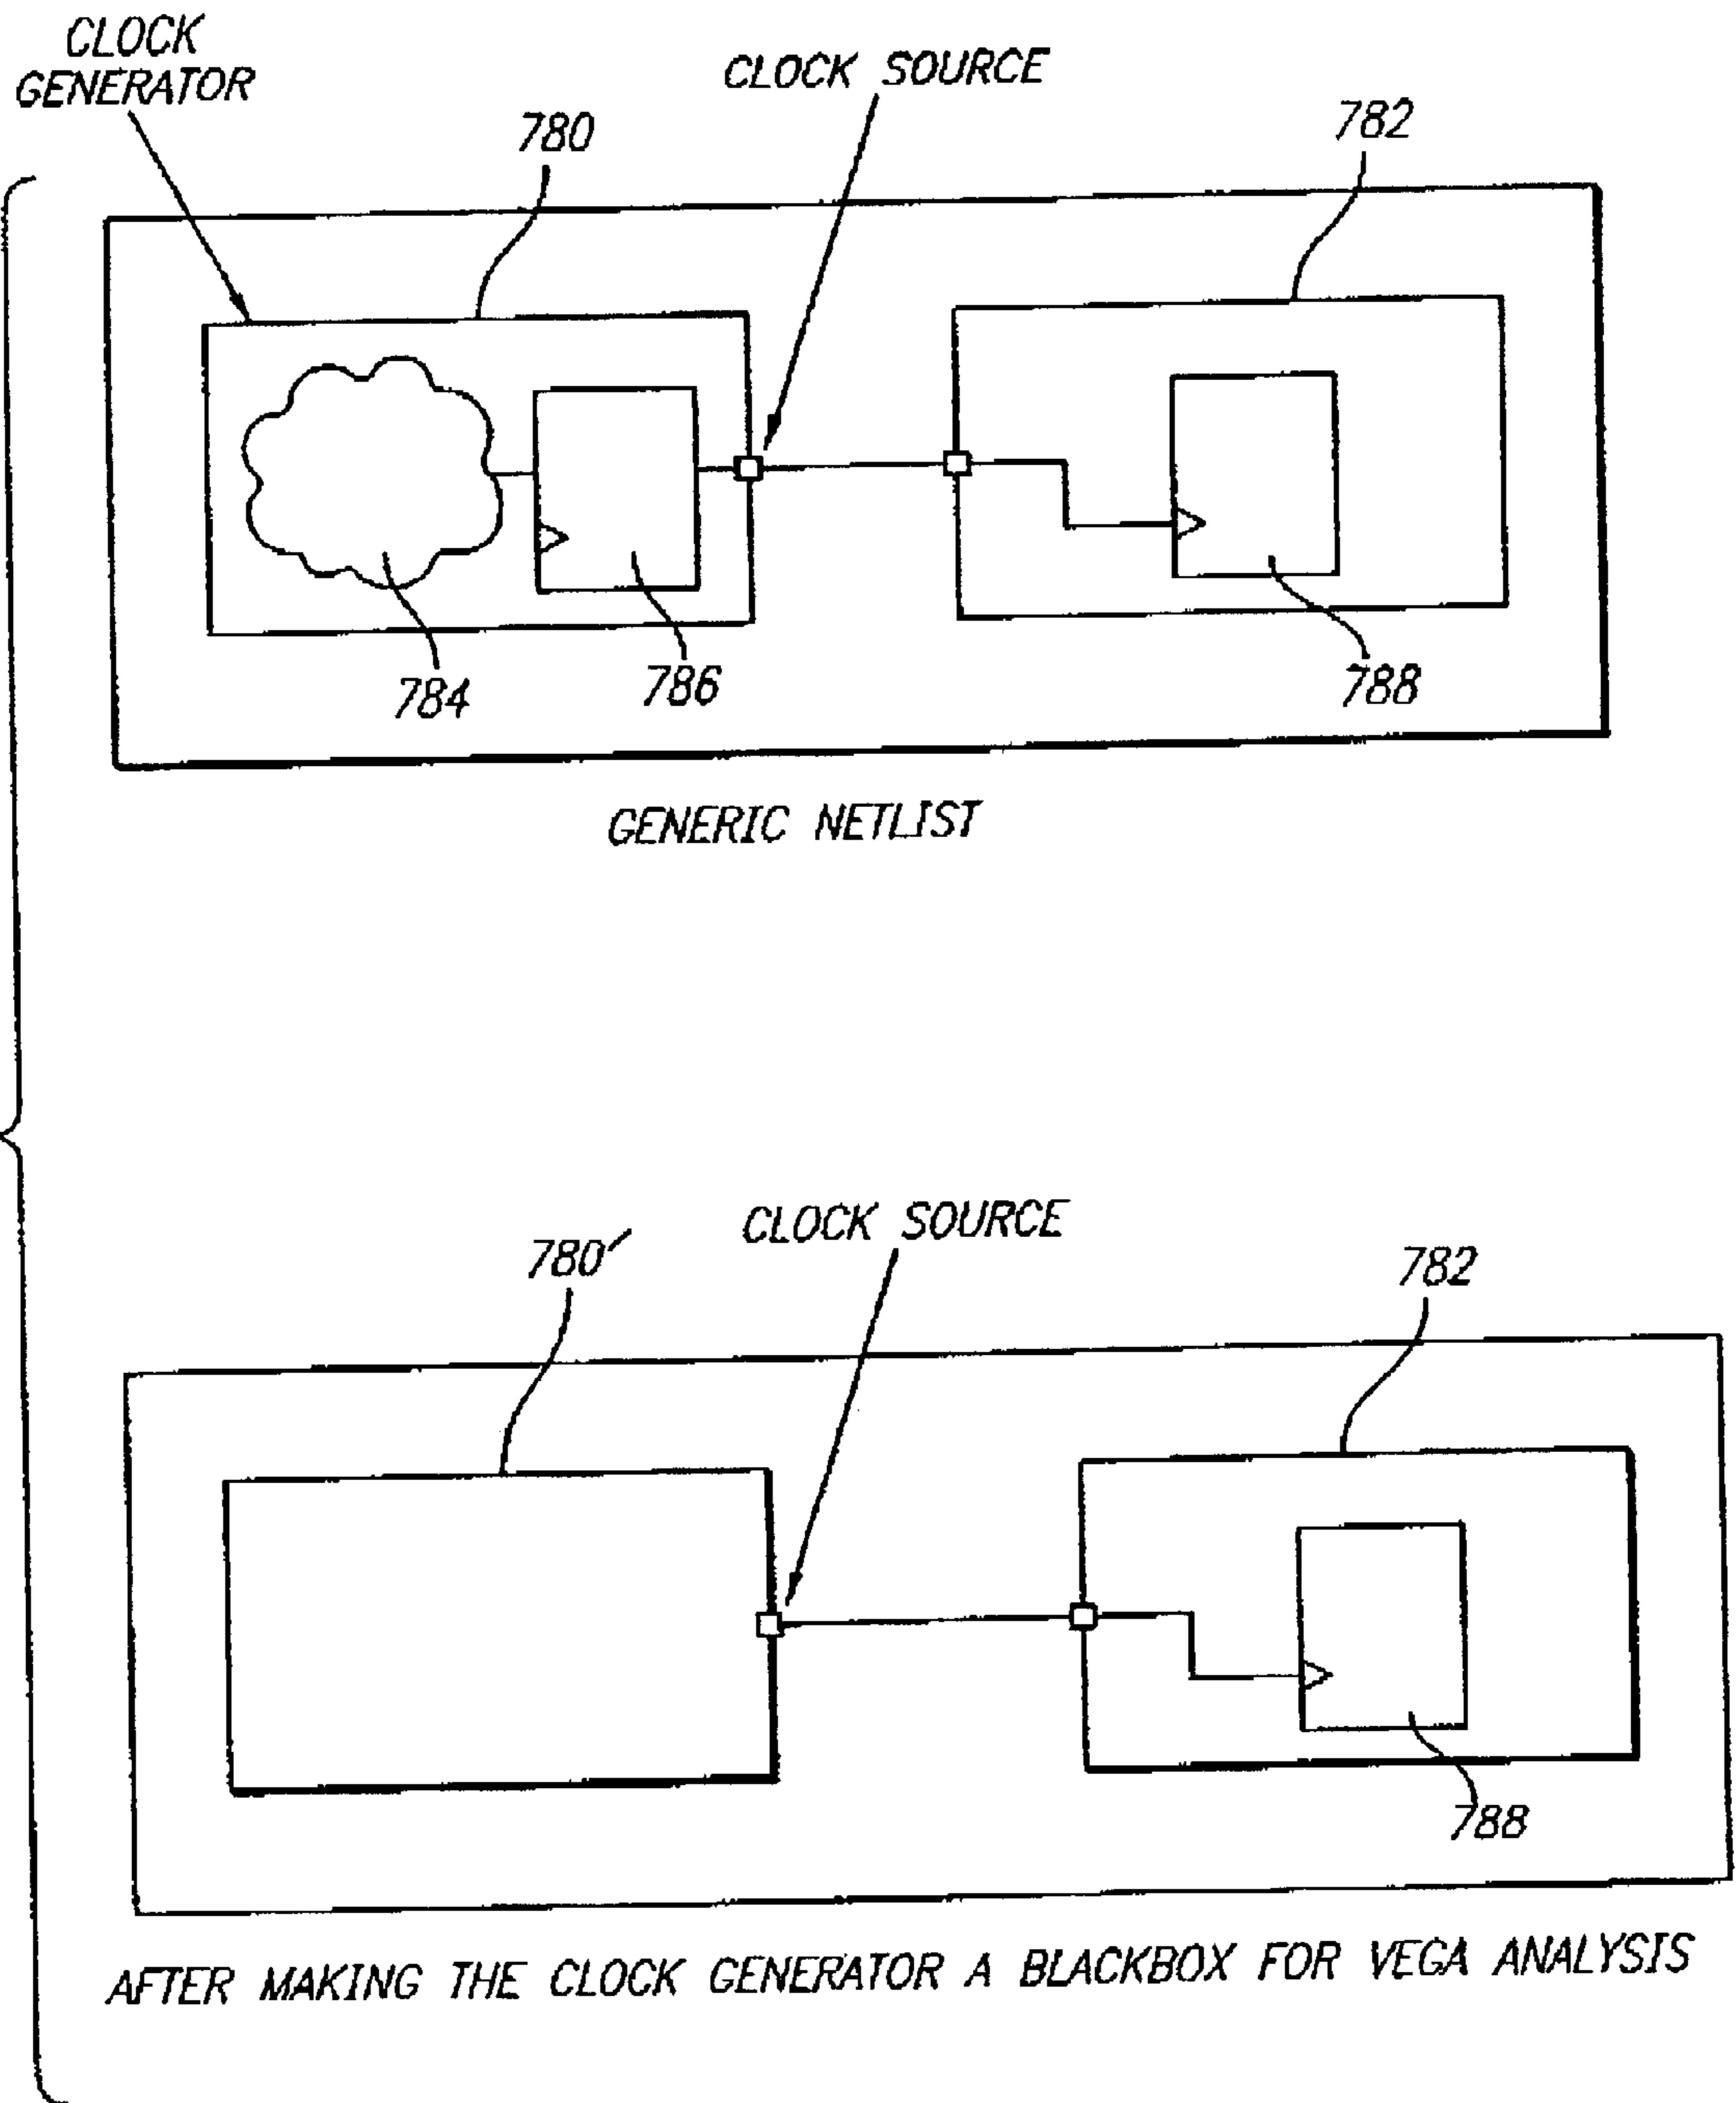 CLOCK
GENERATOR
CLOCK SOURCE
780
782
784
786
788
GENERIC NETLIST
CLOCK SOURCE
780'
782
788
AFTER MAKING THE CLOCK GENERATOR A BLACKBOX FOR VEGA ANALYSIS